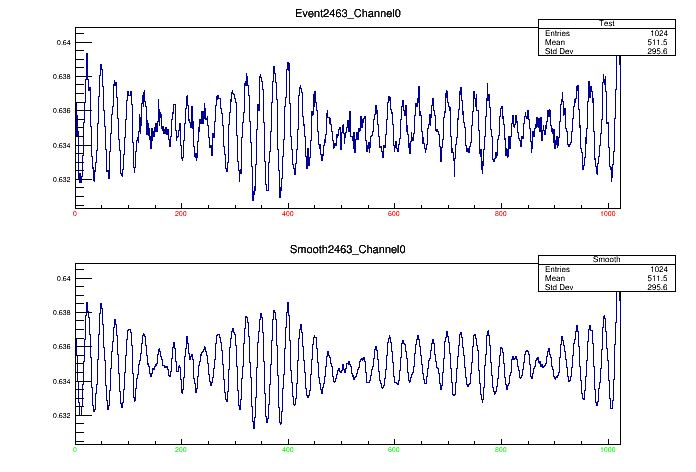 Event2463_Channel0
Test
Entries 1024
Mean 511.5
Std Dev 295.6
0.64
0.638
0.636
0.634
0.632
0 200 400 600 800 1000
Smooth2463_Channel0
Smooth
Entries 1024
Mean 511.5
Std Dev 295.6
0.64
0.638
0.636
0.634
0.632
0 200 400 600 800 1000